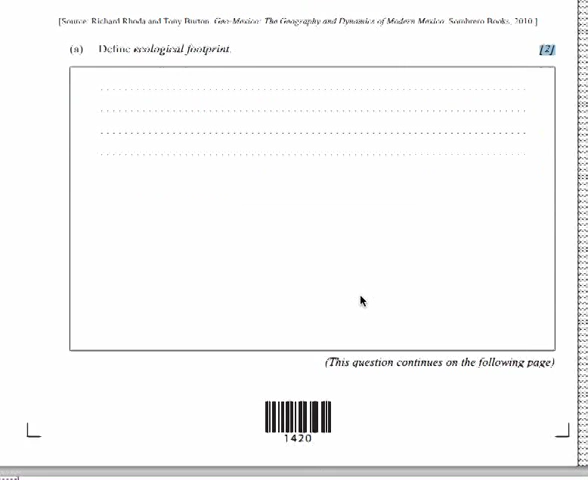 [Source: Richard Rhoda and Tony Burton. Geo-Mexico: The Geography and Dynamics of Modern Mexico. Sombrero Books, 2010.]
(a) Define ecological footprint. [2]
(This question continues on the following page)
1420